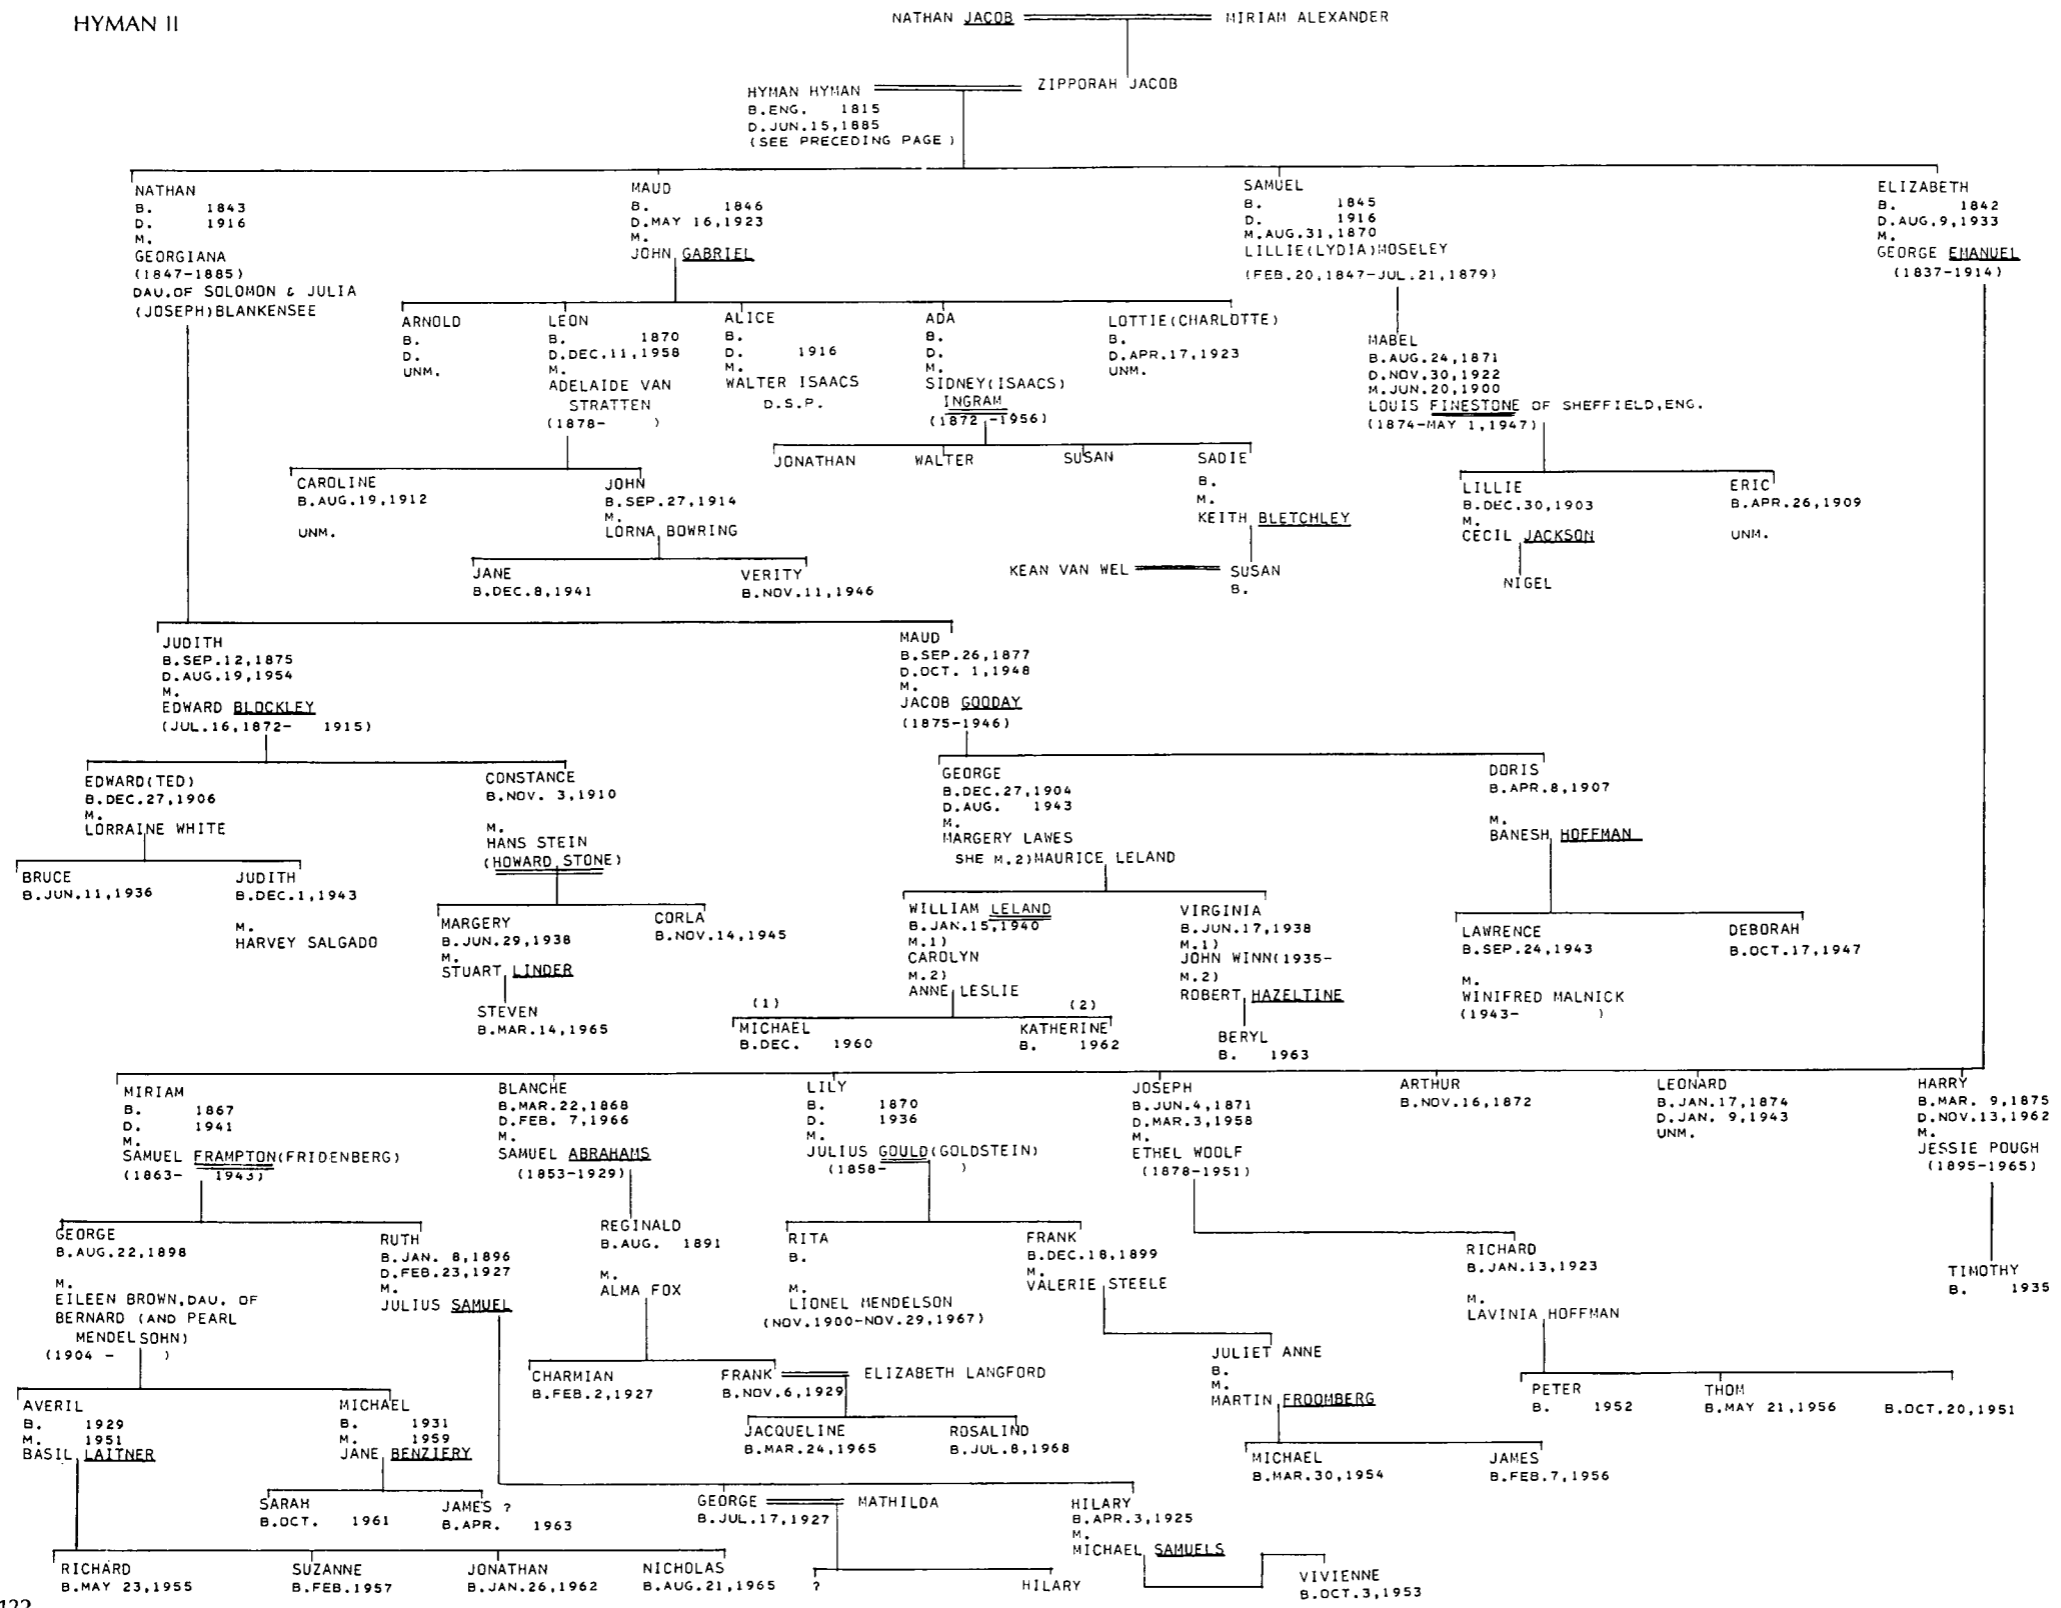 HYMAN II
NATHAN JACOB
MIRIAM ALEXANDER
HYMAN HYMAN
B.ENG. 1815
D.JUN.15,1885
(SEE PRECEDING PAGE)
ZIPPORAH JACOB
NATHAN
B. 1843
D. 1916
M.
GEORGIANA
(1847-1885)
DAU.OF SOLOMON & JULIA
(JOSEPH)BLANKENSEE
MAUD
B. 1846
D.MAY 16,1923
M.
JOHN GABRIEL
SAMUEL
B. 1845
D. 1916
M.AUG.31,1870
LILLIE(LYDIA)MOSELEY
(FEB.20,1847-JUL.21,1879)
ELIZABETH
B. 1842
D.AUG.9,1933
M.
GEORGE EMANUEL
(1837-1914)
ARNOLD
B.
D.
UNM.
LEON
B. 1870
D.DEC.11,1958
M.
ADELAIDE VAN
STRATTEN
(1878- )
ALICE
B.
D. 1916
M.
WALTER ISAACS
D.S.P.
ADA
B.
D.
M.
SIDNEY(ISAACS)
INGRAM
(1872-1956)
LOTTIE(CHARLOTTE)
B.
D.APR.17,1923
UNM.
MABEL
B.AUG.24,1871
D.NOV.30,1922
M.JUN.20,1900
LOUIS FINESTONE OF SHEFFIELD,ENG.
(1874-MAY 1,1947)
CAROLINE
B.AUG.19,1912
UNM.
JOHN
B.SEP.27,1914
M.
LORNA BOWRING
JONATHAN
WALTER
SUSAN
SADIE
B.
M.
KEITH BLETCHLEY
LILLIE
B.DEC.30,1903
M.
CECIL JACKSON
ERIC
B.APR.26,1909
UNM.
JANE
B.DEC.8,1941
VERITY
B.NOV.11,1946
KEAN VAN WEL
SUSAN
B.
NIGEL
JUDITH
B.SEP.12,1875
D.AUG.19,1954
M.
EDWARD BLOCKLEY
(JUL.16,1872- 1915)
MAUD
B.SEP.26,1877
D.OCT. 1,1948
M.
JACOB GOODAY
(1875-1946)
EDWARD(TED)
B.DEC.27,1906
M.
LORRAINE WHITE
CONSTANCE
B.NOV. 3,1910
M.
HANS STEIN
(HOWARD STONE)
GEORGE
B.DEC.27,1904
D.AUG. 1943
M.
MARGERY LAWES
SHE M.2)MAURICE LELAND
DORIS
B.APR.8,1907
M.
BANESH HOFFMAN
BRUCE
B.JUN.11,1936
JUDITH
B.DEC.1,1943
M.
HARVEY SALGADO
MARGERY
B.JUN.29,1938
M.
STUART LINDER
CORLA
B.NOV.14,1945
WILLIAM LELAND
B.JAN.15,1940
M.1)
CAROLYN
M.2)
ANNE LESLIE
VIRGINIA
B.JUN.17,1938
M.1)
JOHN WINN(1935-
M.2)
ROBERT HAZELTINE
LAWRENCE
B.SEP.24,1943
M.
WINIFRED MALNICK
(1943- )
DEBORAH
B.OCT.17,1947
STEVEN
B.MAR.14,1965
(1)
MICHAEL
B.DEC. 1960
(2)
KATHERINE
B. 1962
BERYL
B. 1963
MIRIAM
B. 1867
D. 1941
M.
SAMUEL FRAMPTON(FRIDENBERG)
(1863- 1943)
BLANCHE
B.MAR.22,1868
D.FEB. 7,1966
M.
SAMUEL ABRAHAMS
(1853-1929)
LILY
B. 1870
D. 1936
M.
JULIUS GOULD(GOLDSTEIN)
(1858- )
JOSEPH
B.JUN.4,1871
D.MAR.3,1958
M.
ETHEL WOOLF
(1878-1951)
ARTHUR
B.NOV.16,1872
LEONARD
B.JAN.17,1874
D.JAN. 9,1943
UNM.
HARRY
B.MAR. 9,1875
D.NOV.13,1962
M.
JESSIE POUGH
(1895-1965)
GEORGE
B.AUG.22,1898
M.
EILEEN BROWN,DAU. OF
BERNARD (AND PEARL
MENDELSOHN)
(1904 - )
RUTH
B.JAN. 8,1896
D.FEB.23,1927
M.
JULIUS SAMUEL
REGINALD
B.AUG. 1891
M.
ALMA FOX
RITA
B.
M.
LIONEL MENDELSON
(NOV.1900-NOV.29,1967)
FRANK
B.DEC.18,1899
M.
VALERIE STEELE
RICHARD
B.JAN.13,1923
M.
LAVINIA HOFFMAN
TIMOTHY
B. 1935
CHARMIAN
B.FEB.2,1927
FRANK
B.NOV.6,1929
ELIZABETH LANGFORD
JULIET ANNE
B.
M.
MARTIN FROOMBERG
PETER
B. 1952
THOM
B.MAY 21,1956
B.OCT.20,1951
AVERIL
B. 1929
M. 1951
BASIL LAITNER
MICHAEL
B. 1931
M. 1959
JANE BENZIERY
JACQUELINE
B.MAR.24,1965
ROSALIND
B.JUL.8,1968
MICHAEL
B.MAR.30,1954
JAMES
B.FEB.7,1956
SARAH
B.OCT. 1961
JAMES ?
B.APR. 1963
GEORGE
B.JUL.17,1927
MATHILDA
HILARY
B.APR.3,1925
M.
MICHAEL SAMUELS
RICHARD
B.MAY 23,1955
SUZANNE
B.FEB.1957
JONATHAN
B.JAN.26,1962
NICHOLAS
B.AUG.21,1965
?
HILARY
VIVIENNE
B.OCT.3,1953
122